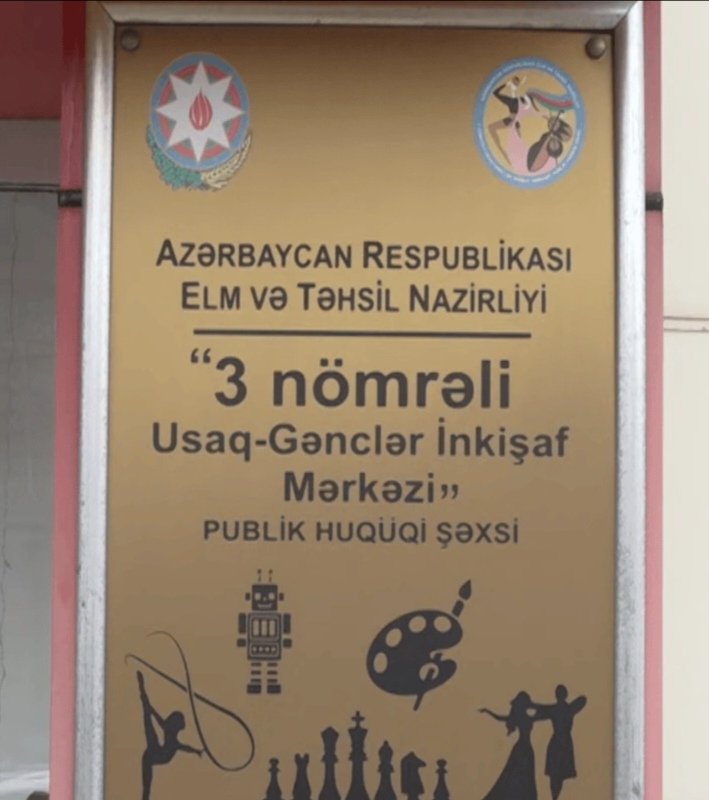 AZƏRBAYCAN RESPUBLİKASI
ELM VƏ TƏHSİL NAZİRLİYİ
“3 nömrəli
Usaq-Gənclər İnkişaf
Mərkəzi”
PUBLİK HUQÜQİ ŞƏXSİ